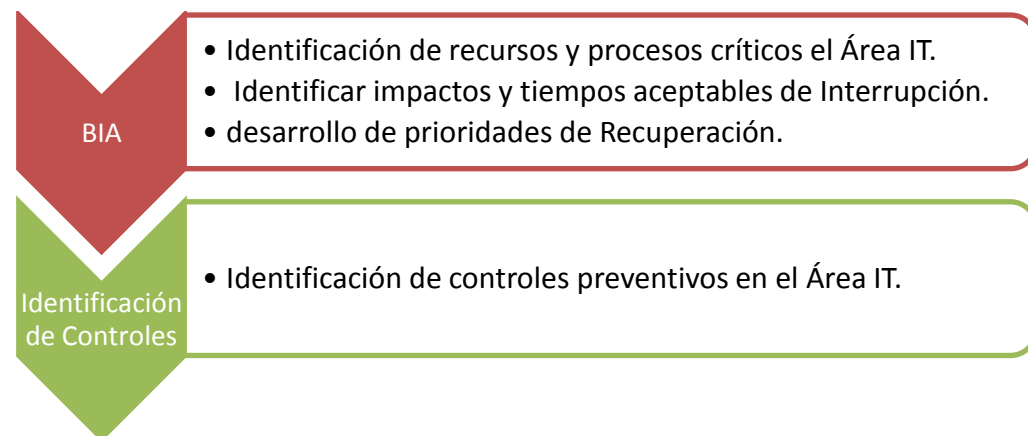 BIA
• Identificación de recursos y procesos críticos el Área IT.
• Identificar impactos y tiempos aceptables de Interrupción.
• desarrollo de prioridades de Recuperación.
Identificación
de Controles
• Identificación de controles preventivos en el Área IT.